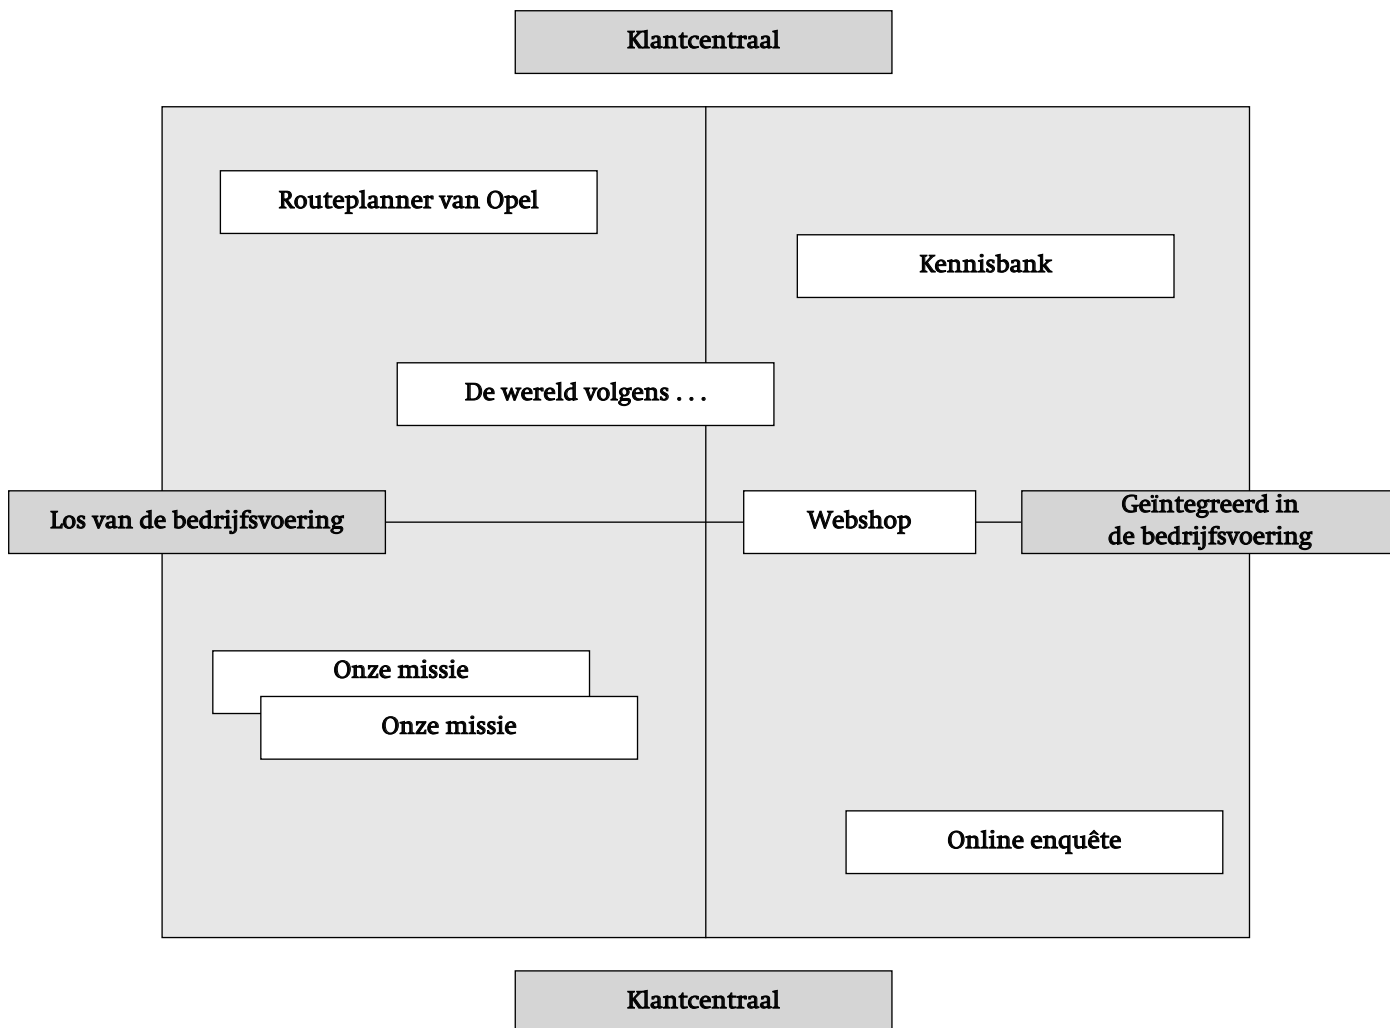 Klantcentraal
Routeplanner van Opel
Kennisbank
De wereld volgens . . .
Los van de bedrijfsvoering
Webshop
Geïntegreerd in
de bedrijfsvoering
Onze missie
Onze missie
Online enquête
Klantcentraal